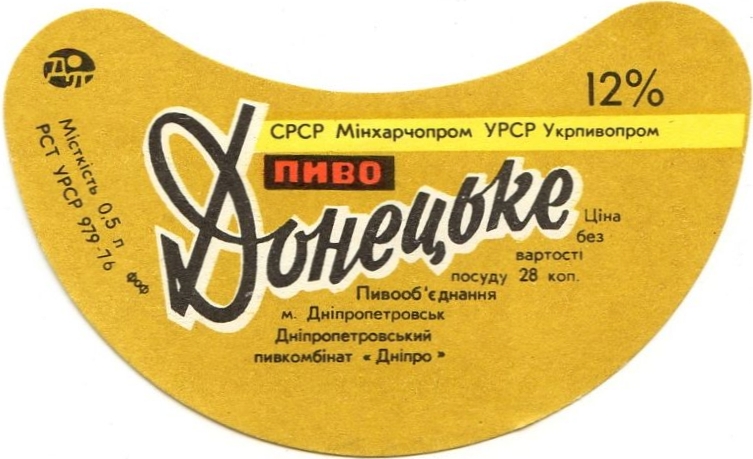 12%
СРСР Мінхарчопром УРСР Укрпивопром
ПИВО
Донецьке
Ціна
без
вартості
посуду 28 коп.
Пивооб'єднання
м. Дніпропетровськ
Дніпропетровський
пивкомбінат «Дніпро»
Місткість 0,5 л
РСТ УРСР 979-76